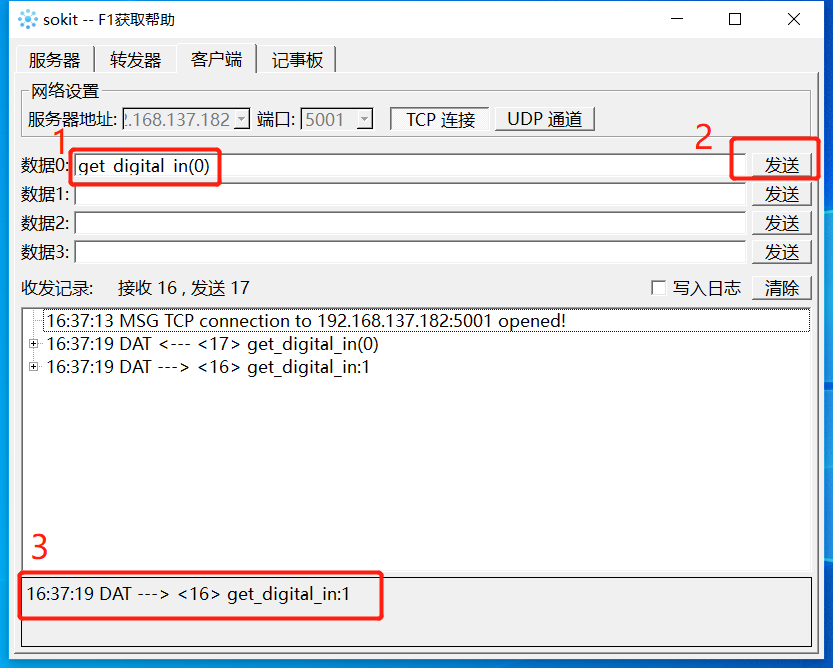 sokit -- F1获取帮助
服务器 转发器 客户端 记事板
网络设置
服务器地址: .168.137.182 端口: 5001 TCP 连接 UDP 通道
1 2
数据0: get_digital_in(0) 发送
数据1: 发送
数据2: 发送
数据3: 发送
收发记录: 接收 16 , 发送 17 写入日志 清除
16:37:13 MSG TCP connection to 192.168.137.182:5001 opened!
16:37:19 DAT <--- <17> get_digital_in(0)
16:37:19 DAT ---> <16> get_digital_in:1
3
16:37:19 DAT ---> <16> get_digital_in:1